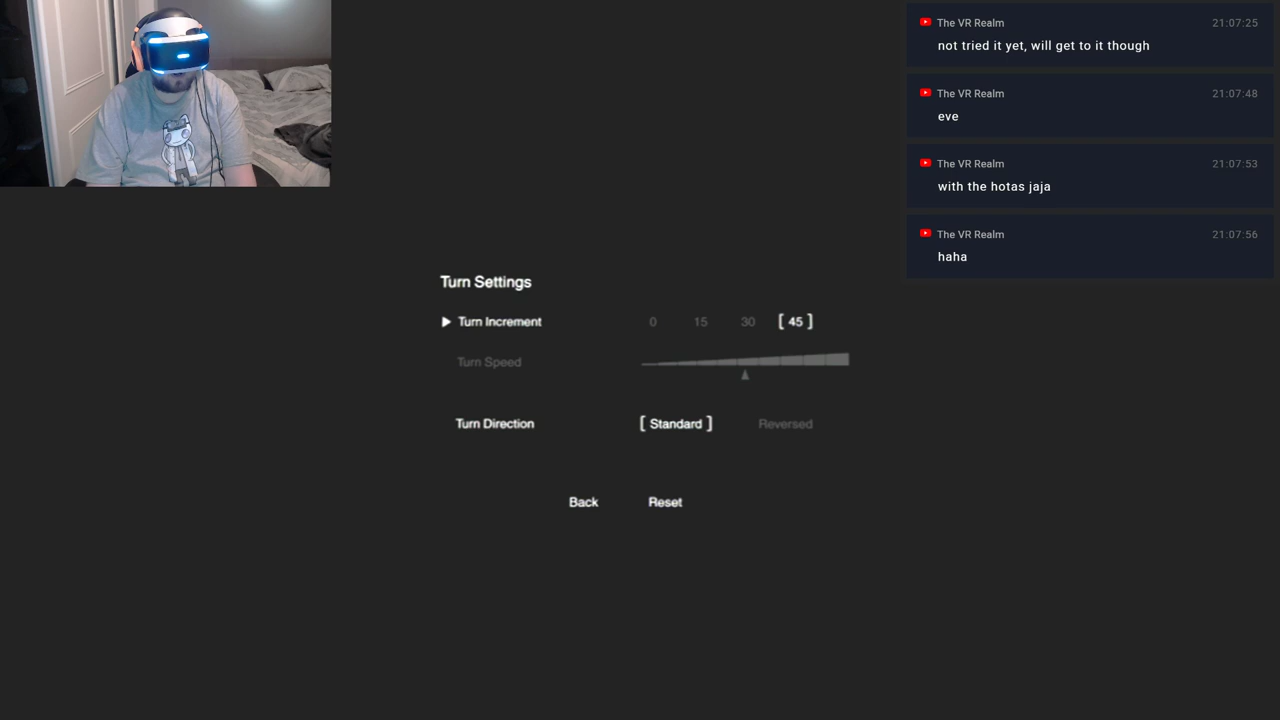 The VR Realm 21:07:25
not tried it yet, will get to it though
The VR Realm 21:07:48
eve
The VR Realm 21:07:53
with the hotas jaja
The VR Realm 21:07:56
haha
Turn Settings
Turn Increment 0 15 30 [ 45 ]
Turn Speed
Turn Direction [ Standard ] Reversed
Back Reset